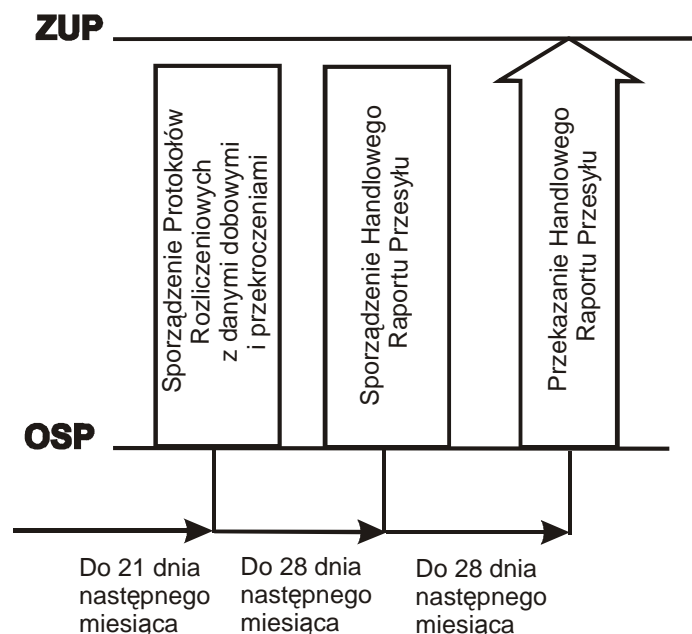 ZUP
Sporządzenie Protokołów
Rozliczeniowych
z danymi dobowymi
i przekroczeniami
Sporządzenie Handlowego
Raportu Przesyłu
Przekazanie Handlowego
Raportu Przesyłu
OSP
Do 21 dnia
następnego
miesiąca
Do 28 dnia
następnego
miesiąca
Do 28 dnia
następnego
miesiąca